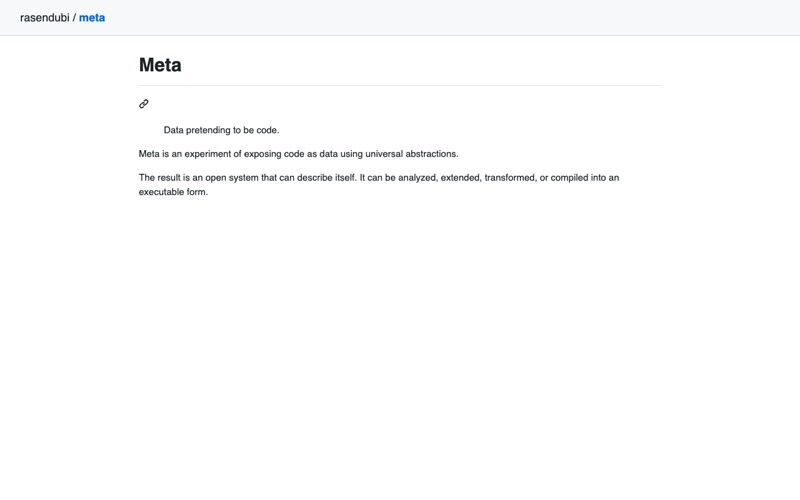 rasendubi / meta
Meta
Data pretending to be code.
Meta is an experiment of exposing code as data using universal abstractions.
The result is an open system that can describe itself. It can be analyzed, extended, transformed, or compiled into an
executable form.